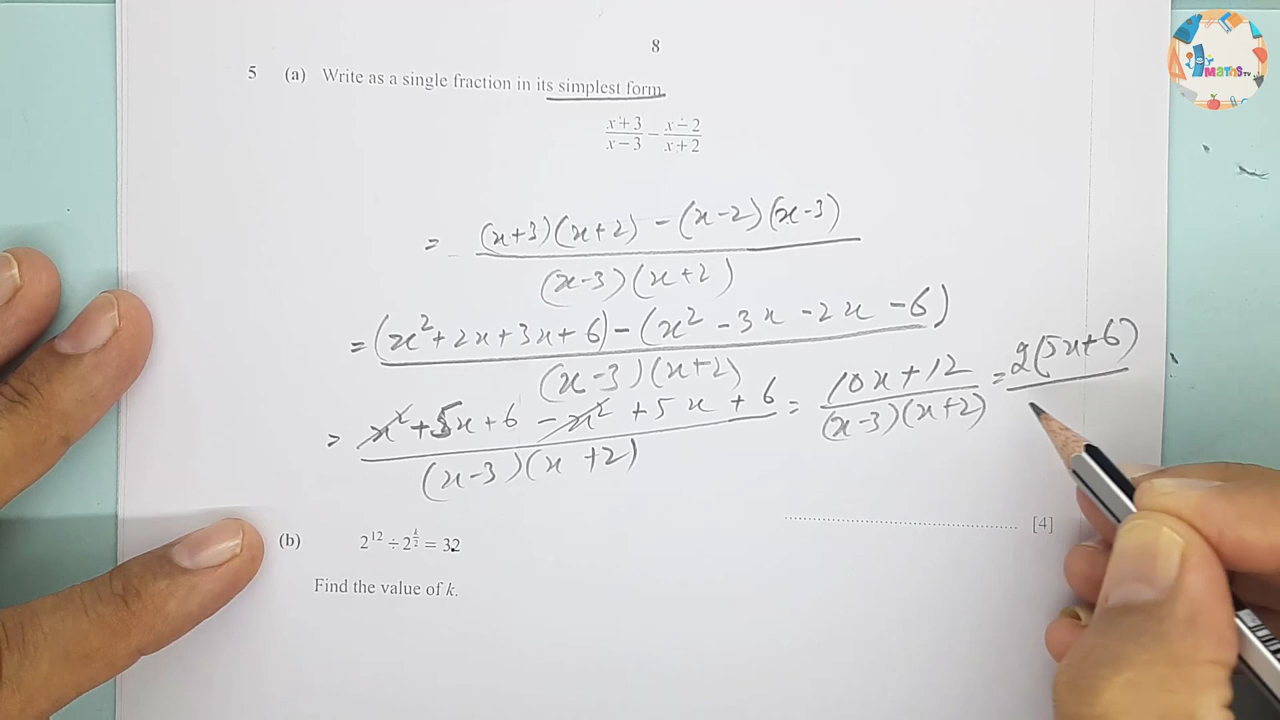 8
5 (a) Write as a single fraction in its simplest form
x+3/x−3 − x−2/x+2
= (x+3)(x+2) − (x−2)(x−3)
(x−3)(x+2)
= (x²+2x+3x+6) − (x² −3x −2x −6)
(x−3)(x+2)
= x²+5x+6 −x² +5x+6 = 10x+12 = 2(5x+6)
(x−3)(x+2) (x−3)(x+2)
[4]
(b) 2¹² ÷ 2^(k/2) = 32
Find the value of k.
MATHS TV